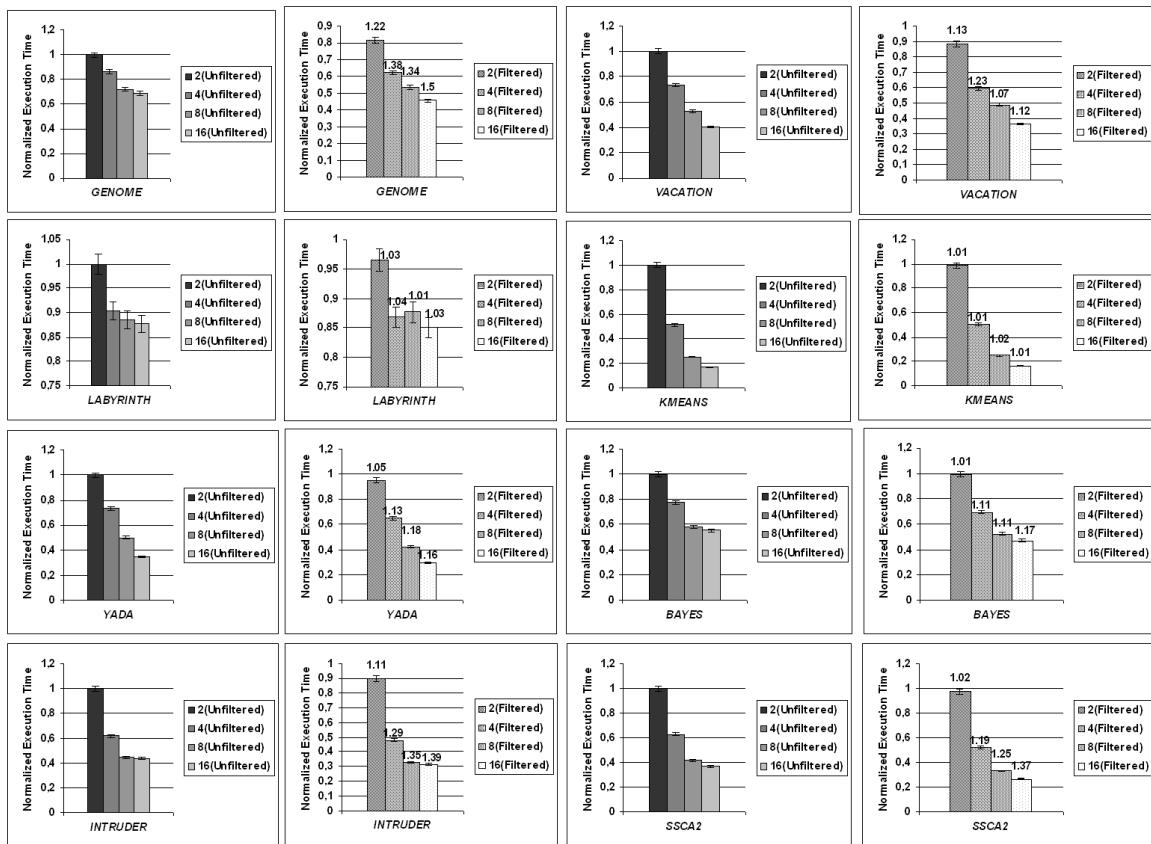 Normalized Execution Time
1,2
1
0,8
0,6
0,4
0,2
0
GENOME
2(Unfiltered)
4(Unfiltered)
8(Unfiltered)
16(Unfiltered)
Normalized Execution Time
0,9
0,8
0,7
0,6
0,5
0,4
0,3
0,2
0,1
0
1.22
1.38
1.34
1.5
GENOME
2(Filtered)
4(Filtered)
8(Filtered)
16(Filtered)
Normalized Execution Time
1,2
1
0,8
0,6
0,4
0,2
0
VACATION
2(Unfiltered)
4(Unfiltered)
8(Unfiltered)
16(Unfiltered)
Normalized Execution Time
1
0,9
0,8
0,7
0,6
0,5
0,4
0,3
0,2
0,1
0
1.13
1.23
1.07
1.12
VACATION
2(Filtered)
4(Filtered)
8(Filtered)
16(Filtered)
Normalized Execution Time
1,05
1
0,95
0,9
0,85
0,8
0,75
LABYRINTH
2(Unfiltered)
4(Unfiltered)
8(Unfiltered)
16(Unfiltered)
Normalized Execution Time
1
0,95
0,9
0,85
0,8
0,75
1.03
1.04
1.01
1.03
LABYRINTH
2(Filtered)
4(Filtered)
8(Filtered)
16(Filtered)
Normalized Execution Time
1,2
1
0,8
0,6
0,4
0,2
0
KMEANS
2(Unfiltered)
4(Unfiltered)
8(Unfiltered)
16(Unfiltered)
Normalized Execution Time
1,2
1
0,8
0,6
0,4
0,2
0
1.01
1.01
1.02
1.01
KMEANS
2(Filtered)
4(Filtered)
8(Filtered)
16(Filtered)
Normalized Execution Time
1,2
1
0,8
0,6
0,4
0,2
0
YADA
2(Unfiltered)
4(Unfiltered)
8(Unfiltered)
16(Unfiltered)
Normalized Execution Time
1,2
1
0,8
0,6
0,4
0,2
0
1.05
1.13
1.18
1.16
YADA
2(Filtered)
4(Filtered)
8(Filtered)
16(Filtered)
Normalized Execution Time
1,2
1
0,8
0,6
0,4
0,2
0
BAYES
2(Unfiltered)
4(Unfiltered)
8(Unfiltered)
16(Unfiltered)
Normalized Execution Time
1,2
1
0,8
0,6
0,4
0,2
0
1.01
1.11
1.11
1.17
BAYES
2(Filtered)
4(Filtered)
8(Filtered)
16(Filtered)
Normalized Execution Time
1,2
1
0,8
0,6
0,4
0,2
0
INTRUDER
2(Unfiltered)
4(Unfiltered)
8(Unfiltered)
16(Unfiltered)
Normalized Execution Time
1
0,9
0,8
0,7
0,6
0,5
0,4
0,3
0,2
0,1
0
1.11
1.29
1.35
1.39
INTRUDER
2(Filtered)
4(Filtered)
8(Filtered)
16(Filtered)
Normalized Execution Time
1,2
1
0,8
0,6
0,4
0,2
0
SSCA2
2(Unfiltered)
4(Unfiltered)
8(Unfiltered)
16(Unfiltered)
Normalized Execution Time
1,2
1
0,8
0,6
0,4
0,2
0
1.02
1.19
1.25
1.37
SSCA2
2(Filtered)
4(Filtered)
8(Filtered)
16(Filtered)